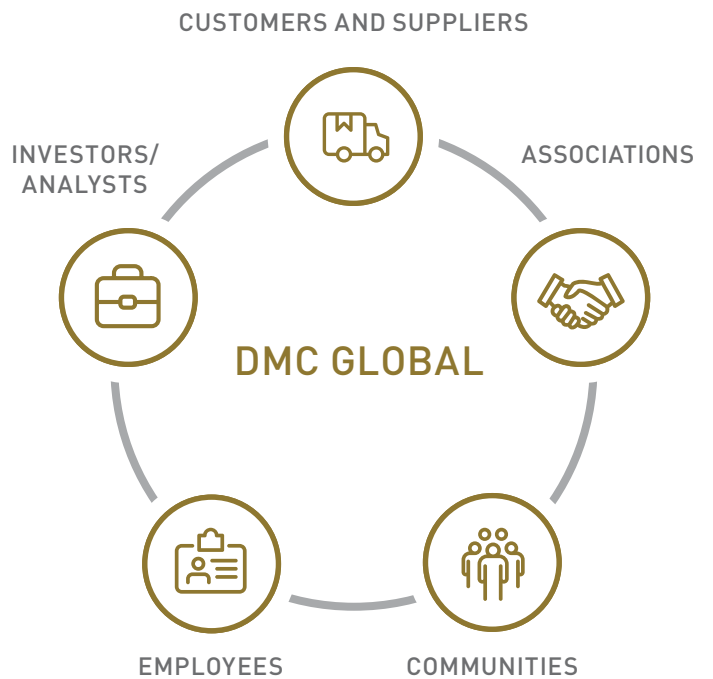 CUSTOMERS AND SUPPLIERS
INVESTORS/
ANALYSTS
ASSOCIATIONS
DMC GLOBAL
EMPLOYEES
COMMUNITIES